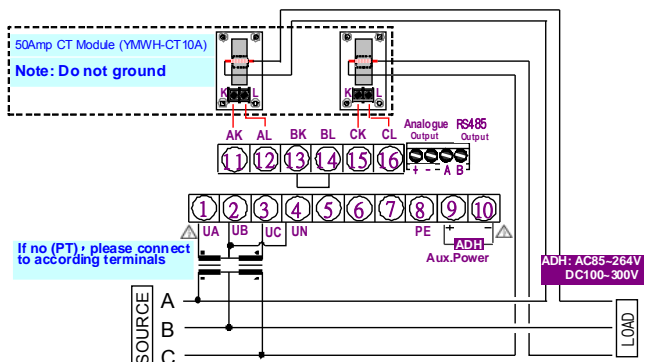 50Amp CT Module (YMWH-CT10A)
Note: Do not ground
K L
K L
AK AL BK BL CK CL
Analogue Output
RS485 Output
11 12 13 14 15 16
+ - - A B
1 2 3 4 5 6 7 8 9 10
UA UB UC UN PE + -
ADH
Aux.Power
If no (PT)，please connect
to according terminals
ADH: AC85~264V
DC100~300V
SOURCE
A
B
C
LOAD